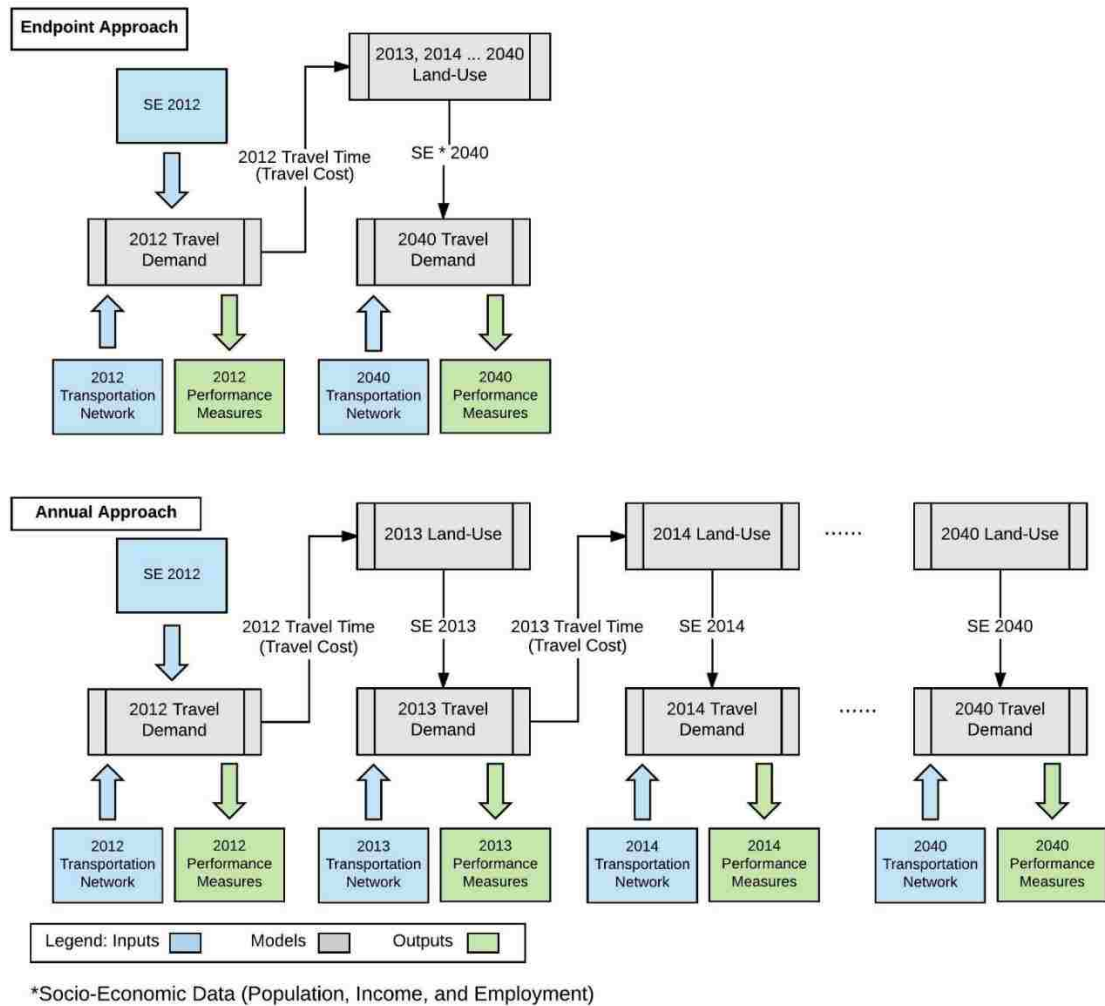 Endpoint Approach
2013, 2014 ... 2040
Land-Use
SE 2012
2012 Travel Time
(Travel Cost)
SE * 2040
2012 Travel
Demand
2040 Travel
Demand
2012
Transportation
Network
2012
Performance
Measures
2040
Transportation
Network
2040
Performance
Measures
Annual Approach
2013 Land-Use
2014 Land-Use
......
2040 Land-Use
SE 2012
2012 Travel Time
(Travel Cost)
SE 2013
2013 Travel Time
(Travel Cost)
SE 2014
SE 2040
2012 Travel
Demand
2013 Travel
Demand
2014 Travel
Demand
......
2040 Travel
Demand
2012
Transportation
Network
2012
Performance
Measures
2013
Transportation
Network
2013
Performance
Measures
2014
Transportation
Network
2014
Performance
Measures
2040
Transportation
Network
2040
Performance
Measures
Legend: Inputs Models Outputs
*Socio-Economic Data (Population, Income, and Employment)